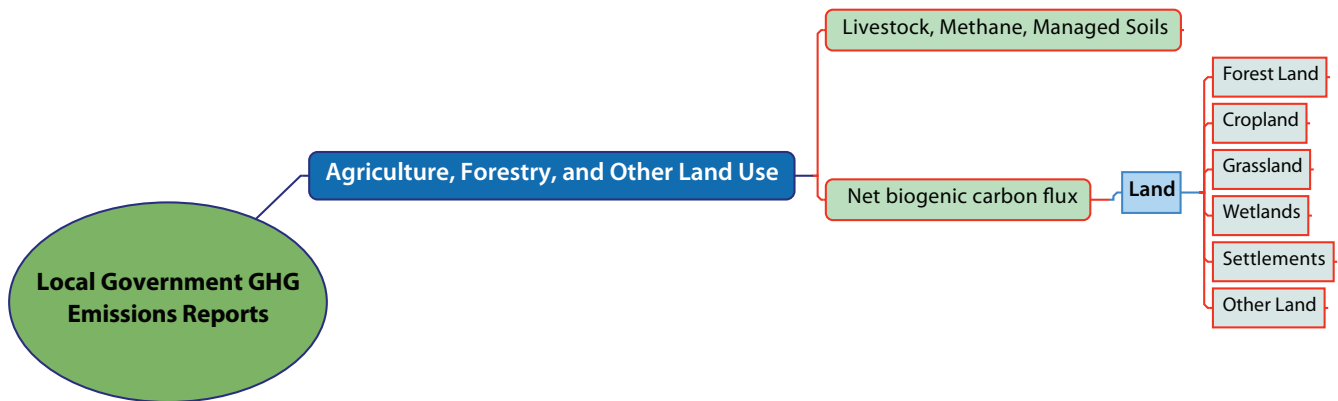 Livestock, Methane, Managed Soils
Forest Land
Cropland
Agriculture, Forestry, and Other Land Use
Grassland
Net biogenic carbon flux
Land
Wetlands
Settlements
Local Government GHG
Emissions Reports
Other Land